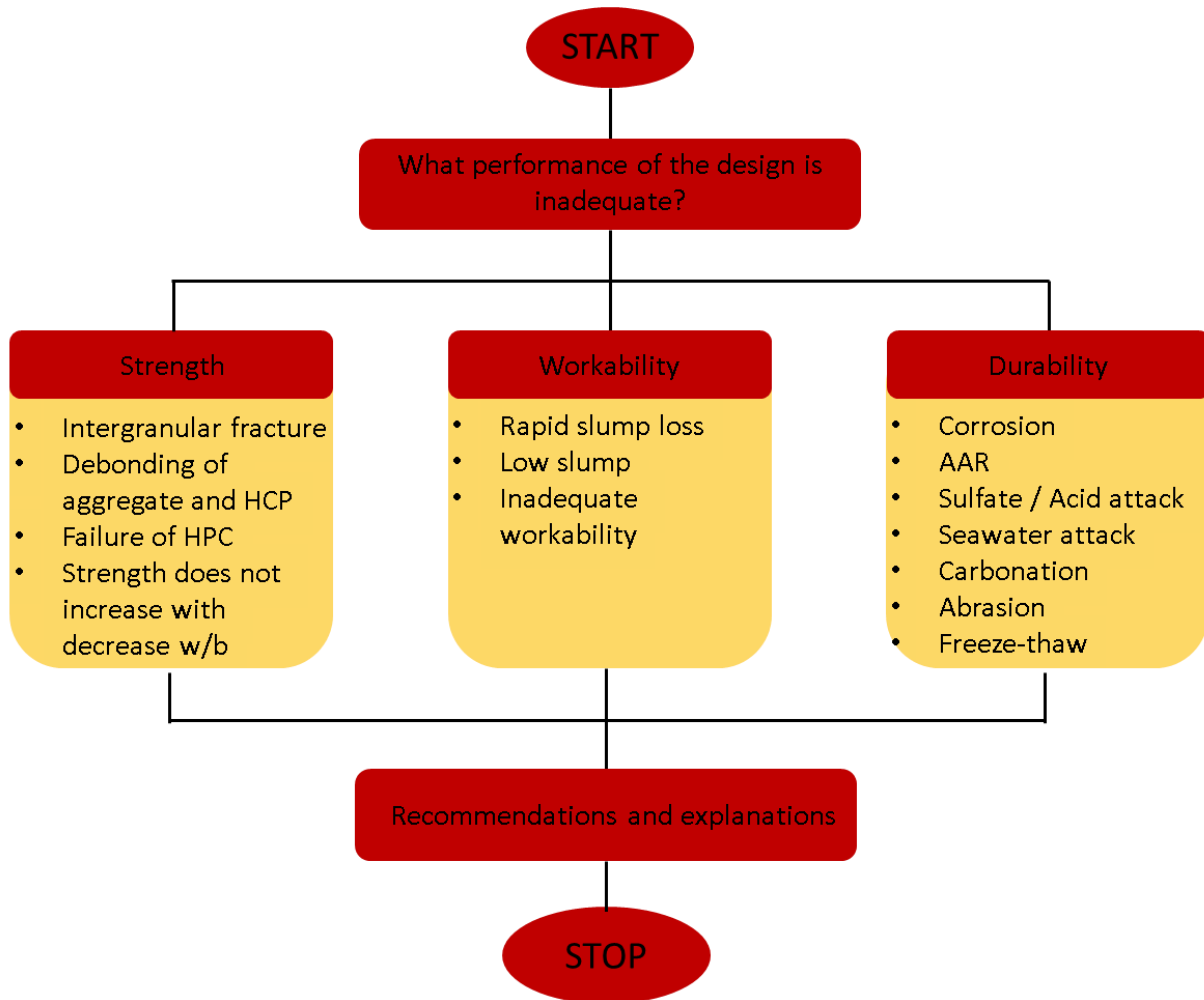 START
What performance of the design is
inadequate?
Strength
• Intergranular fracture
• Debonding of
aggregate and HCP
• Failure of HPC
• Strength does not
increase with
decrease w/b
Workability
• Rapid slump loss
• Low slump
• Inadequate
workability
Durability
• Corrosion
• AAR
• Sulfate / Acid attack
• Seawater attack
• Carbonation
• Abrasion
• Freeze-thaw
Recommendations and explanations
STOP